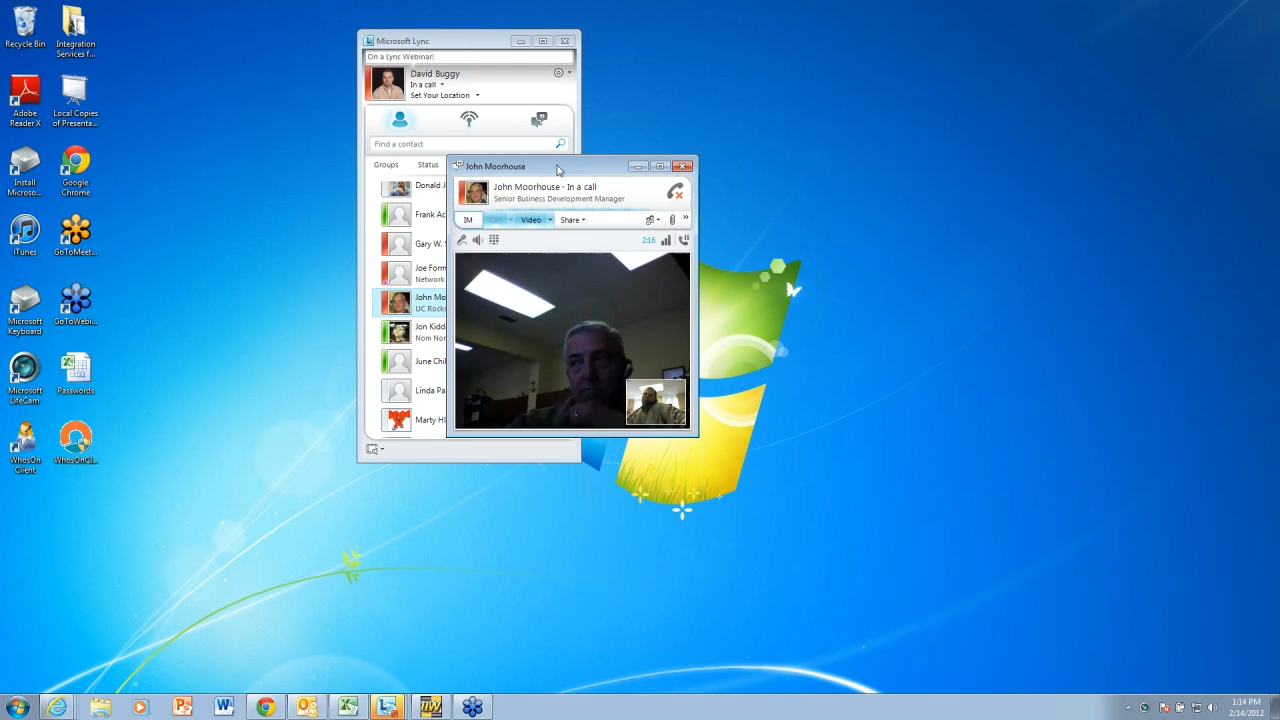 Recycle Bin
Integration
Services f...
Adobe
Reader X
Local Copies
of Presenta...
Install
Microso...
Google
Chrome
iTunes
GoToMeet...
Microsoft
Keyboard
GoToWebi...
Microsoft
LifeCam
Passwords
WhosOn
Client
WhosOnCl...
Microsoft Lync
On a Lync Webinar!
David Buggy
In a call
Set Your Location
Find a contact
Groups Status
Donald J
Frank Ac
Gary W.
Joe Form
Network
John Mo
UC Rocks
Jon Kidd
Nom Nor
June Chi
Linda Pa
Marty Hi
John Moorhouse
John Moorhouse - In a call
Senior Business Development Manager
IM Video Share
2:16
1:14 PM
2/14/2012